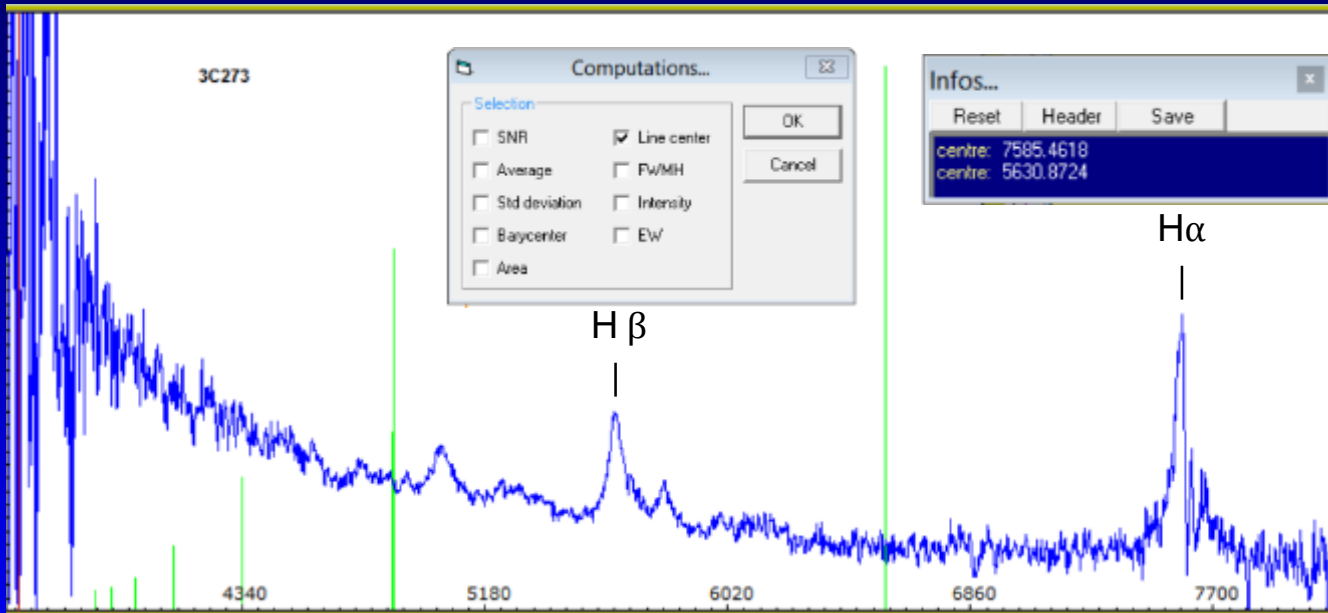 3C273
Computations...
Selection
SNR
Line center
Average
FWMH
Std deviation
Intensity
Barycenter
EW
Area
OK
Cancel
Infos...
Reset Header Save
centre: 7585.4618
centre: 5630.8724
Hα
H β
4340 5180 6020 6860 7700